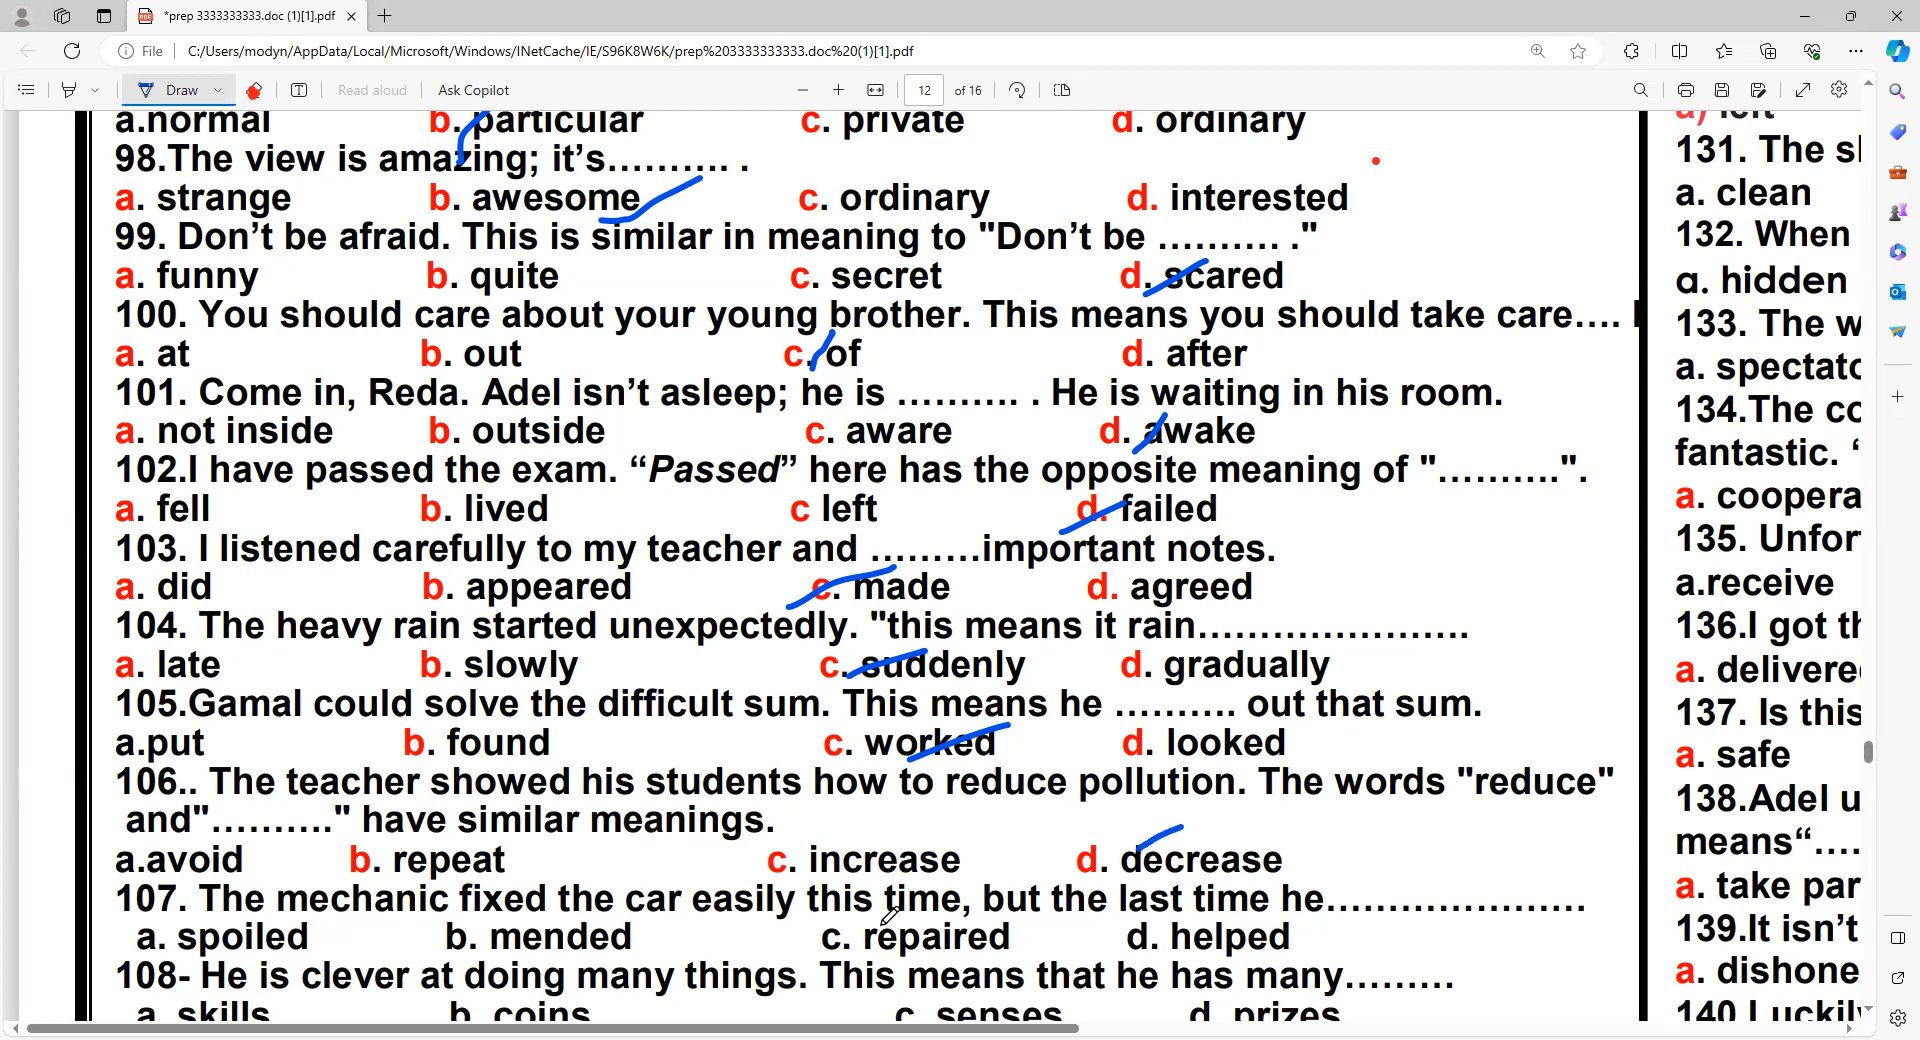 *prep 3333333333.doc (1)[1].pdf
File
C:/Users/modyn/AppData/Local/Microsoft/Windows/INetCache/IE/S96K8W6K/prep%203333333333.doc%20(1)[1].pdf
Draw
Read aloud
Ask Copilot
12
of 16
a.normal b. particular c. private d. ordinary
98.The view is amazing; it's.......... .
a. strange b. awesome c. ordinary d. interested
99. Don't be afraid. This is similar in meaning to "Don't be .......... ."
a. funny b. quite c. secret d. scared
100. You should care about your young brother. This means you should take care....
a. at b. out c. of d. after
101. Come in, Reda. Adel isn't asleep; he is .......... . He is waiting in his room.
a. not inside b. outside c. aware d. awake
102.I have passed the exam. “Passed” here has the opposite meaning of "..........".
a. fell b. lived c left d. failed
103. I listened carefully to my teacher and .........important notes.
a. did b. appeared c. made d. agreed
104. The heavy rain started unexpectedly. "this means it rain......................
a. late b. slowly c. suddenly d. gradually
105.Gamal could solve the difficult sum. This means he .......... out that sum.
a.put b. found c. worked d. looked
106.. The teacher showed his students how to reduce pollution. The words "reduce"
and".........." have similar meanings.
a.avoid b. repeat c. increase d. decrease
107. The mechanic fixed the car easily this time, but the last time he.....................
a. spoiled b. mended c. repaired d. helped
108- He is clever at doing many things. This means that he has many.........
a. skills b. coins c. senses d. prizes
a) left
131. The sl
a. clean
132. When
a. hidden
133. The w
a. spectato
134.The co
fantastic. ‘
a. coopera
135. Unfor
a.receive
136.I got th
a. delivere
137. Is this
a. safe
138.Adel u
means“....
a. take par
139.It isn't
a. dishone
140 Luckily